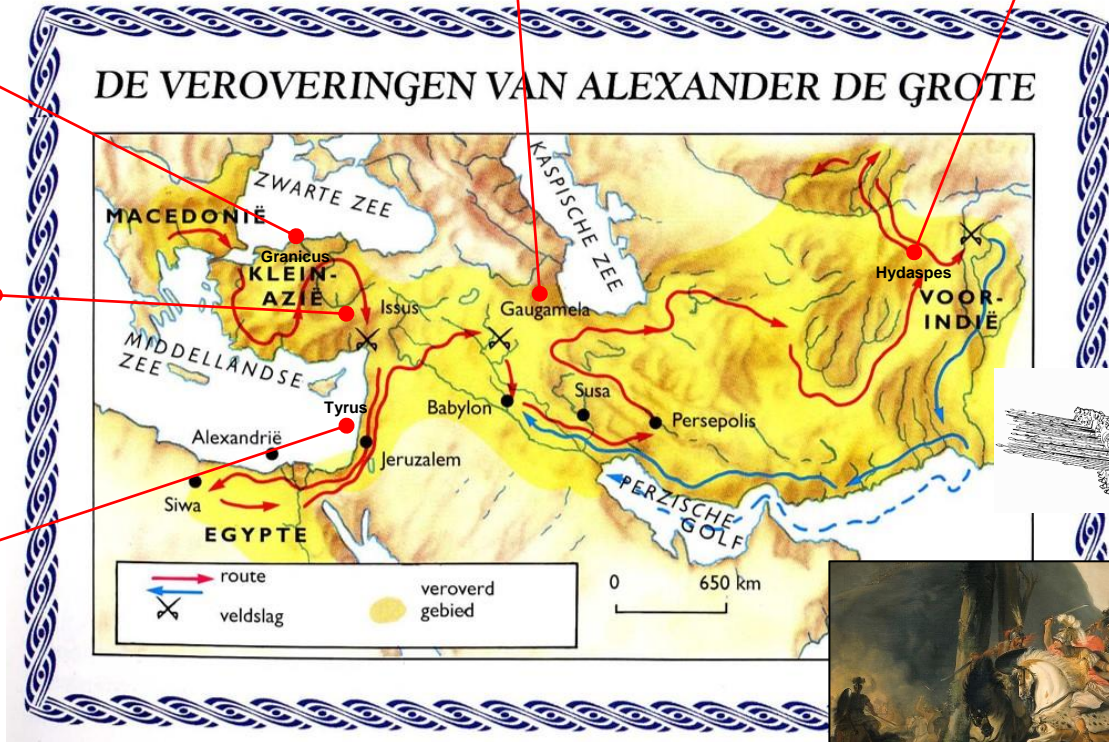 DE VEROVERINGEN VAN ALEXANDER DE GROTE
ZWARTE ZEE
KASPISCHE ZEE
MACEDONIË
Granicus
KLEIN-
AZIË
Issus
Gaugamela
Hydaspes
VOOR-
INDIË
MIDDELLANDSE
ZEE
Tyrus
Babylon
Susa
Persepolis
Alexandrië
Jeruzalem
Siwa
EGYPTE
PERZISCHE
GOLF
route
veldslag
veroverd
gebied
0 650 km